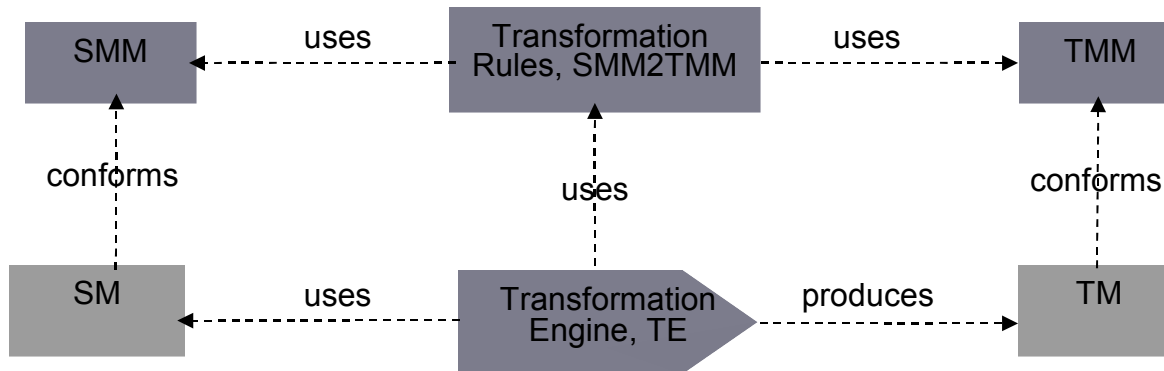 SMM
uses
Transformation
Rules, SMM2TMM
uses
TMM
conforms
uses
conforms
SM
uses
Transformation
Engine, TE
produces
TM